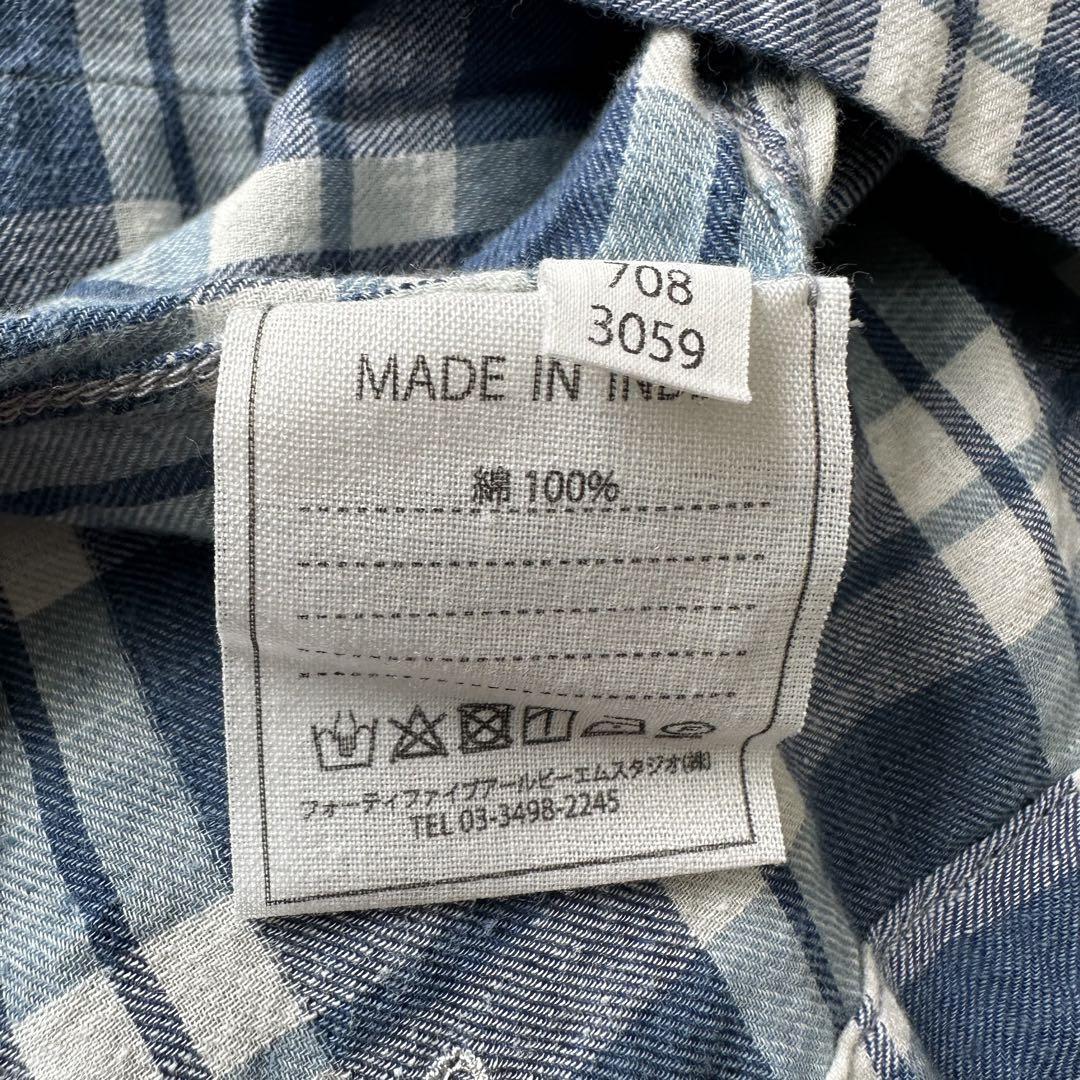 708
3059
MADE IN
綿 100%
フォーティファイブアールピーエムスタジオ(株)
TEL 03-3498-2245